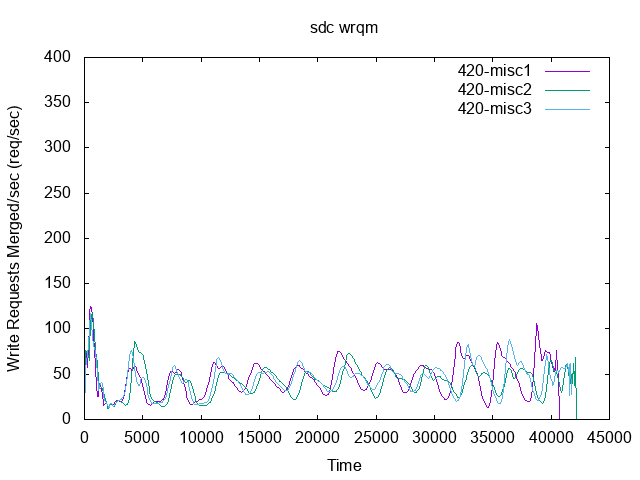 sdc wrqm
Write Requests Merged/sec (req/sec)
400
350
300
250
200
150
100
50
0
420-misc1
420-misc2
420-misc3
0 5000 10000 15000 20000 25000 30000 35000 40000 45000
Time